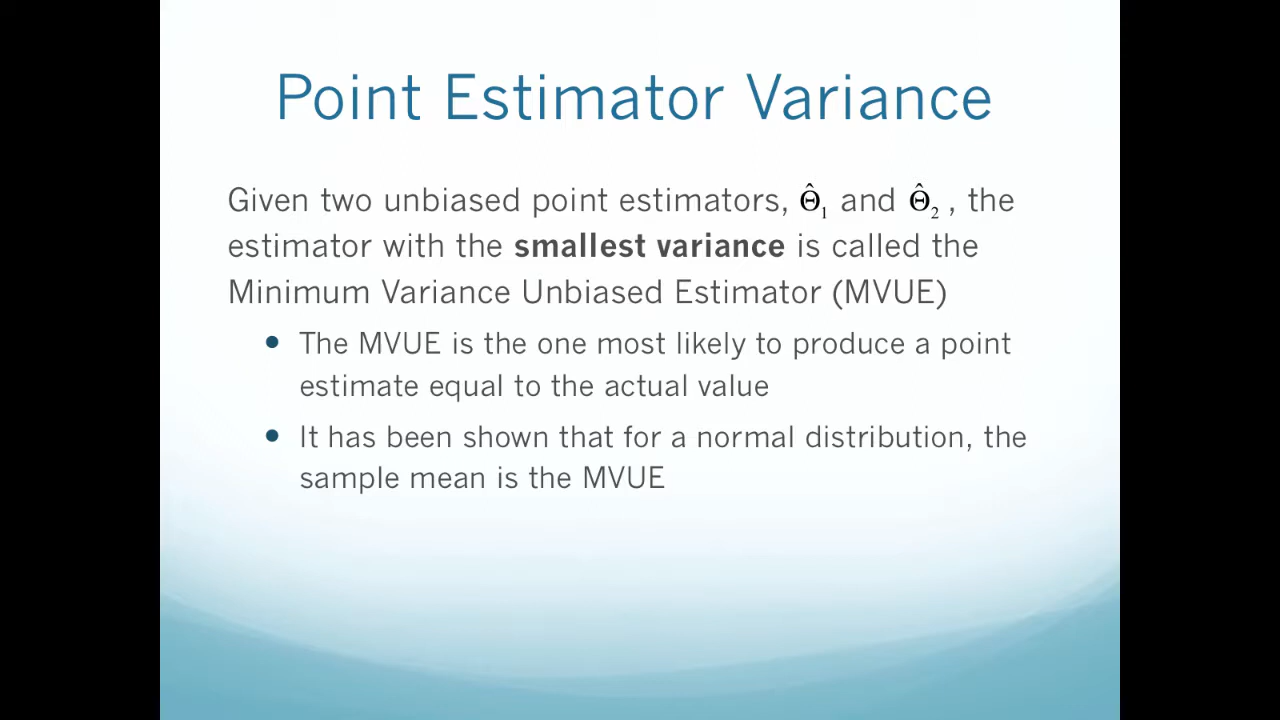 Point Estimator Variance
Given two unbiased point estimators, Θ̂₁ and Θ̂₂ , the
estimator with the smallest variance is called the
Minimum Variance Unbiased Estimator (MVUE)
• The MVUE is the one most likely to produce a point
estimate equal to the actual value
• It has been shown that for a normal distribution, the
sample mean is the MVUE